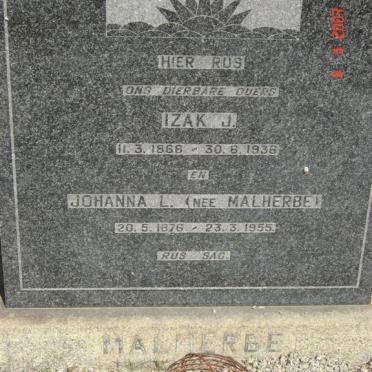 HIER RUS
ONS DIERBARE OUERS
IZAK J.
11.3.1866 - 30.6.1936
EN
JOHANNA L. (NEE MALHERBE)
20.5.1876 - 23.3.1955.
RUS SAG.
MALHERBE